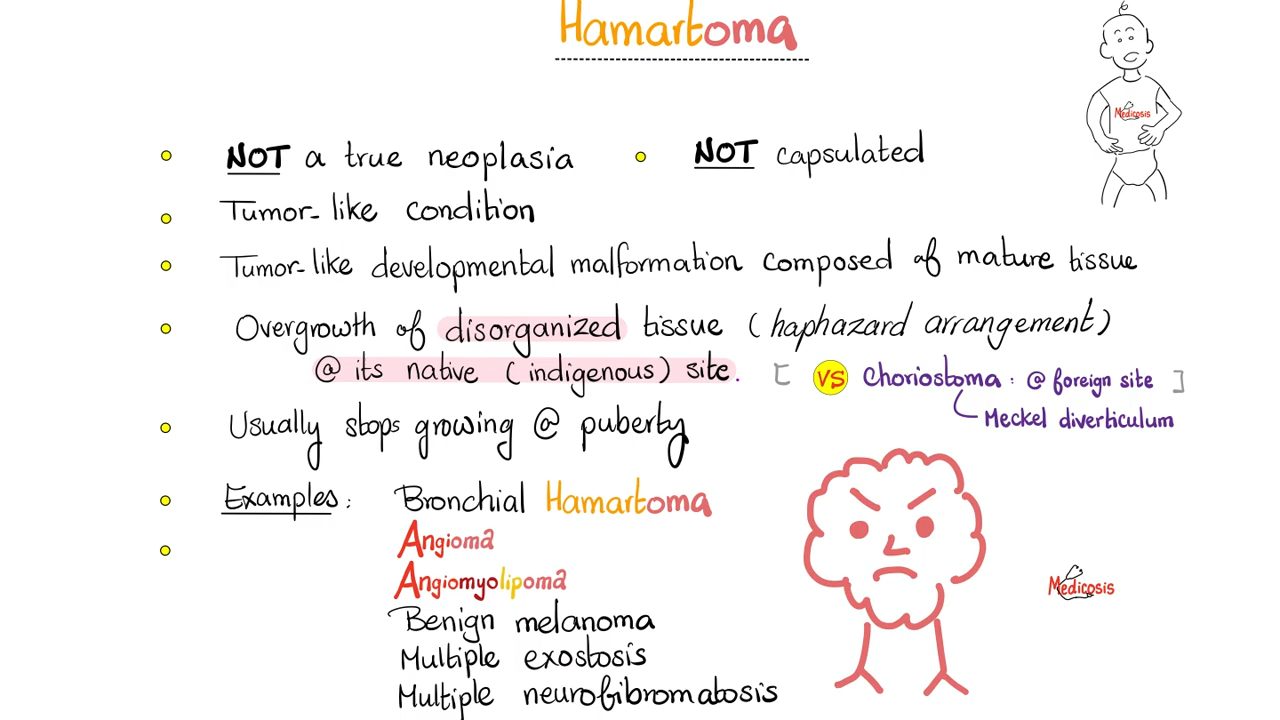 Hamartoma
Medicosis
• NOT a true neoplasia • NOT capsulated
• Tumor-like condition
• Tumor-like developmental malformation composed of mature tissue
• Overgrowth of disorganized tissue (haphazard arrangement)
@ its native (indigenous) site. [ VS Choriostoma: @ foreign site ]
Meckel diverticulum
• Usually stops growing @ puberty
• Examples: Bronchial Hamartoma
• Angioma
Angiomyolipoma
Medicosis
Benign melanoma
Multiple exostosis
Multiple neurofibromatosis